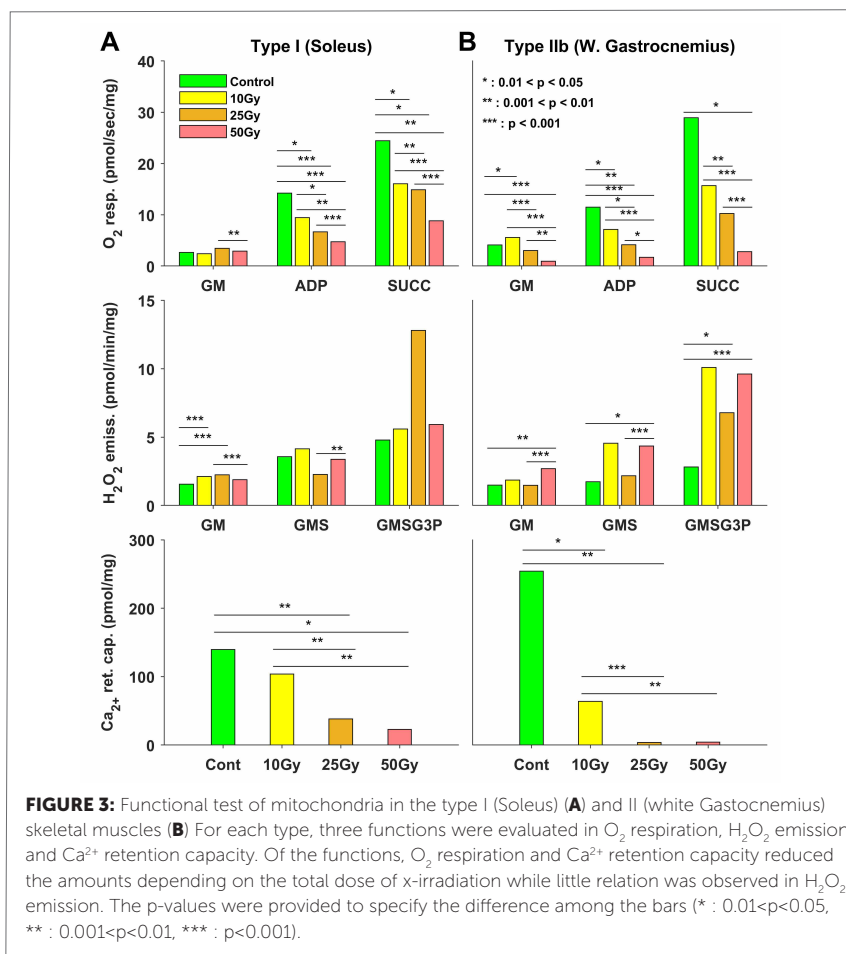 A
Type I (Soleus)
B
Type IIb (W. Gastrocnemius)
O2 resp. (pmol/sec/mg)
40
30
20
10
0
Control
10Gy
25Gy
50Gy
*
*
**
*
***
***
*
**
***
**
***
***
**
GM
ADP
SUCC
* : 0.01 < p < 0.05
** : 0.001 < p < 0.01
*** : p < 0.001
*
***
***
***
**
*
**
***
*
***
*
*
**
***
***
GM
ADP
SUCC
H2O2 emiss. (pmol/min/mg)
15
10
5
0
***
***
***
**
GM
GMS
GMSG3P
**
***
*
***
*
***
GM
GMS
GMSG3P
Ca2+ ret. cap. (pmol/mg)
300
200
100
0
**
*
**
**
Cont
10Gy
25Gy
50Gy
*
**
***
**
Cont
10Gy
25Gy
50Gy
FIGURE 3: Functional test of mitochondria in the type I (Soleus) (A) and II (white Gastocnemius)
skeletal muscles (B) For each type, three functions were evaluated in O2 respiration, H2O2 emission
and Ca2+ retention capacity. Of the functions, O2 respiration and Ca2+ retention capacity reduced
the amounts depending on the total dose of x-irradiation while little relation was observed in H2O2
emission. The p-values were provided to specify the difference among the bars (* : 0.01<p<0.05,
** : 0.001<p<0.01, *** : p<0.001).